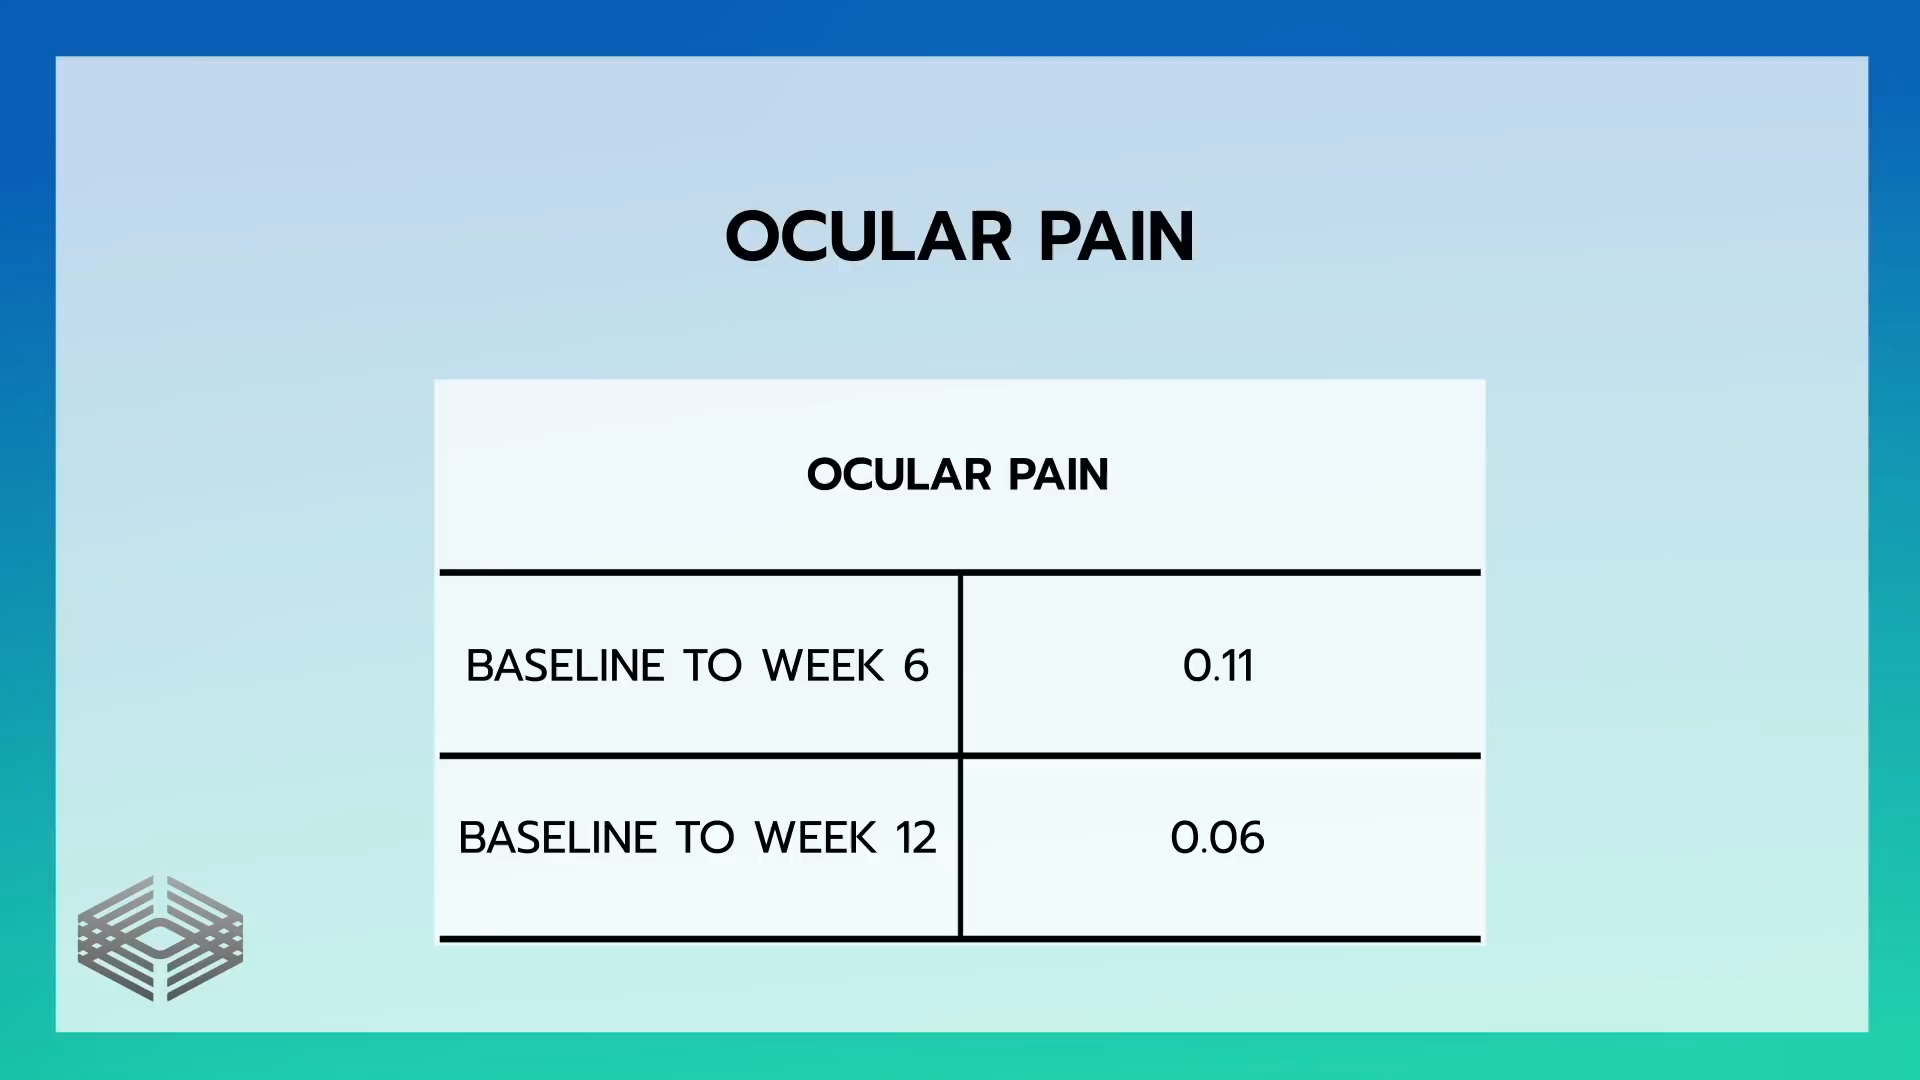 OCULAR PAIN
OCULAR PAIN
BASELINE TO WEEK 6 0.11
BASELINE TO WEEK 12 0.06